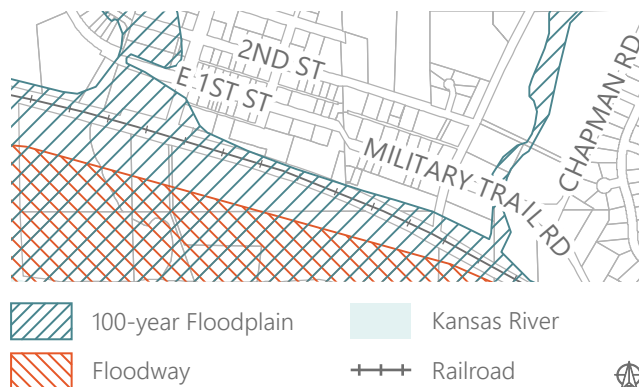 2ND ST
E 1ST ST
MILITARY TRAIL RD
CHAPMAN RD
100-year Floodplain
Kansas River
Floodway
Railroad